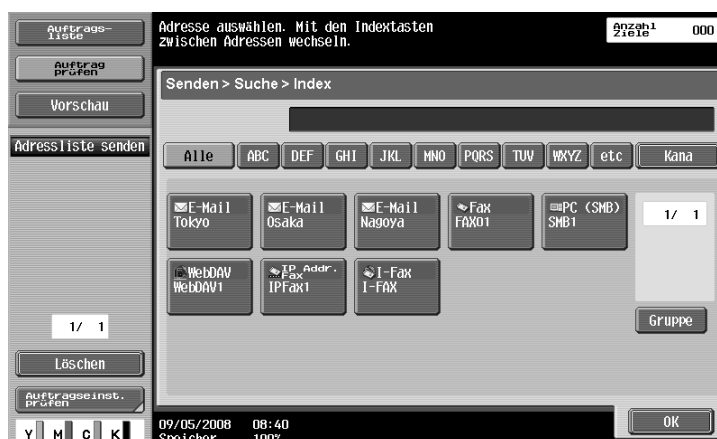 Auftrags-
liste
Auftrag
prüfen
Vorschau
Adressliste senden
1/ 1
Löschen
Auftragseinst.
prüfen
Y M C K
Adresse auswählen. Mit den Indextasten
zwischen Adressen wechseln.
Anzahl
Ziele 000
Senden > Suche > Index
Alle ABC DEF GHI JKL MNO PQRS TUV WXYZ etc Kana
E-Mail
Tokyo
E-Mail
Osaka
E-Mail
Nagoya
Fax
FAX01
PC (SMB)
SMB1
1/ 1
WebDAV
WebDAV1
IP Addr.
Fax
IPFax1
I-Fax
I-FAX
Gruppe
09/05/2008 08:40
Speicher 100%
OK